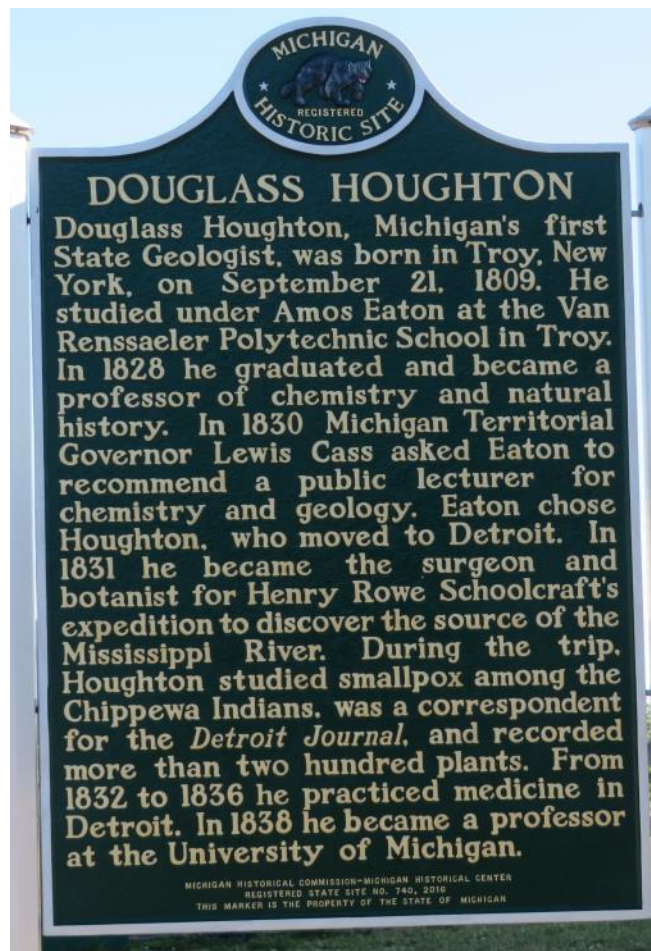 MICHIGAN
REGISTERED
HISTORIC SITE
DOUGLASS HOUGHTON
Douglass Houghton, Michigan's first
State Geologist, was born in Troy, New
York, on September 21, 1809. He
studied under Amos Eaton at the Van
Renssaeler Polytechnic School in Troy.
In 1828 he graduated and became a
professor of chemistry and natural
history. In 1830 Michigan Territorial
Governor Lewis Cass asked Eaton to
recommend a public lecturer for
chemistry and geology. Eaton chose
Houghton, who moved to Detroit. In
1831 he became the surgeon and
botanist for Henry Rowe Schoolcraft's
expedition to discover the source of the
Mississippi River. During the trip,
Houghton studied smallpox among the
Chippewa Indians, was a correspondent
for the Detroit Journal, and recorded
more than two hundred plants. From
1832 to 1836 he practiced medicine in
Detroit. In 1838 he became a professor
at the University of Michigan.
MICHIGAN HISTORICAL COMMISSION-MICHIGAN HISTORICAL CENTER
REGISTERED STATE SITE NO. 740, 2016
THIS MARKER IS THE PROPERTY OF THE STATE OF MICHIGAN